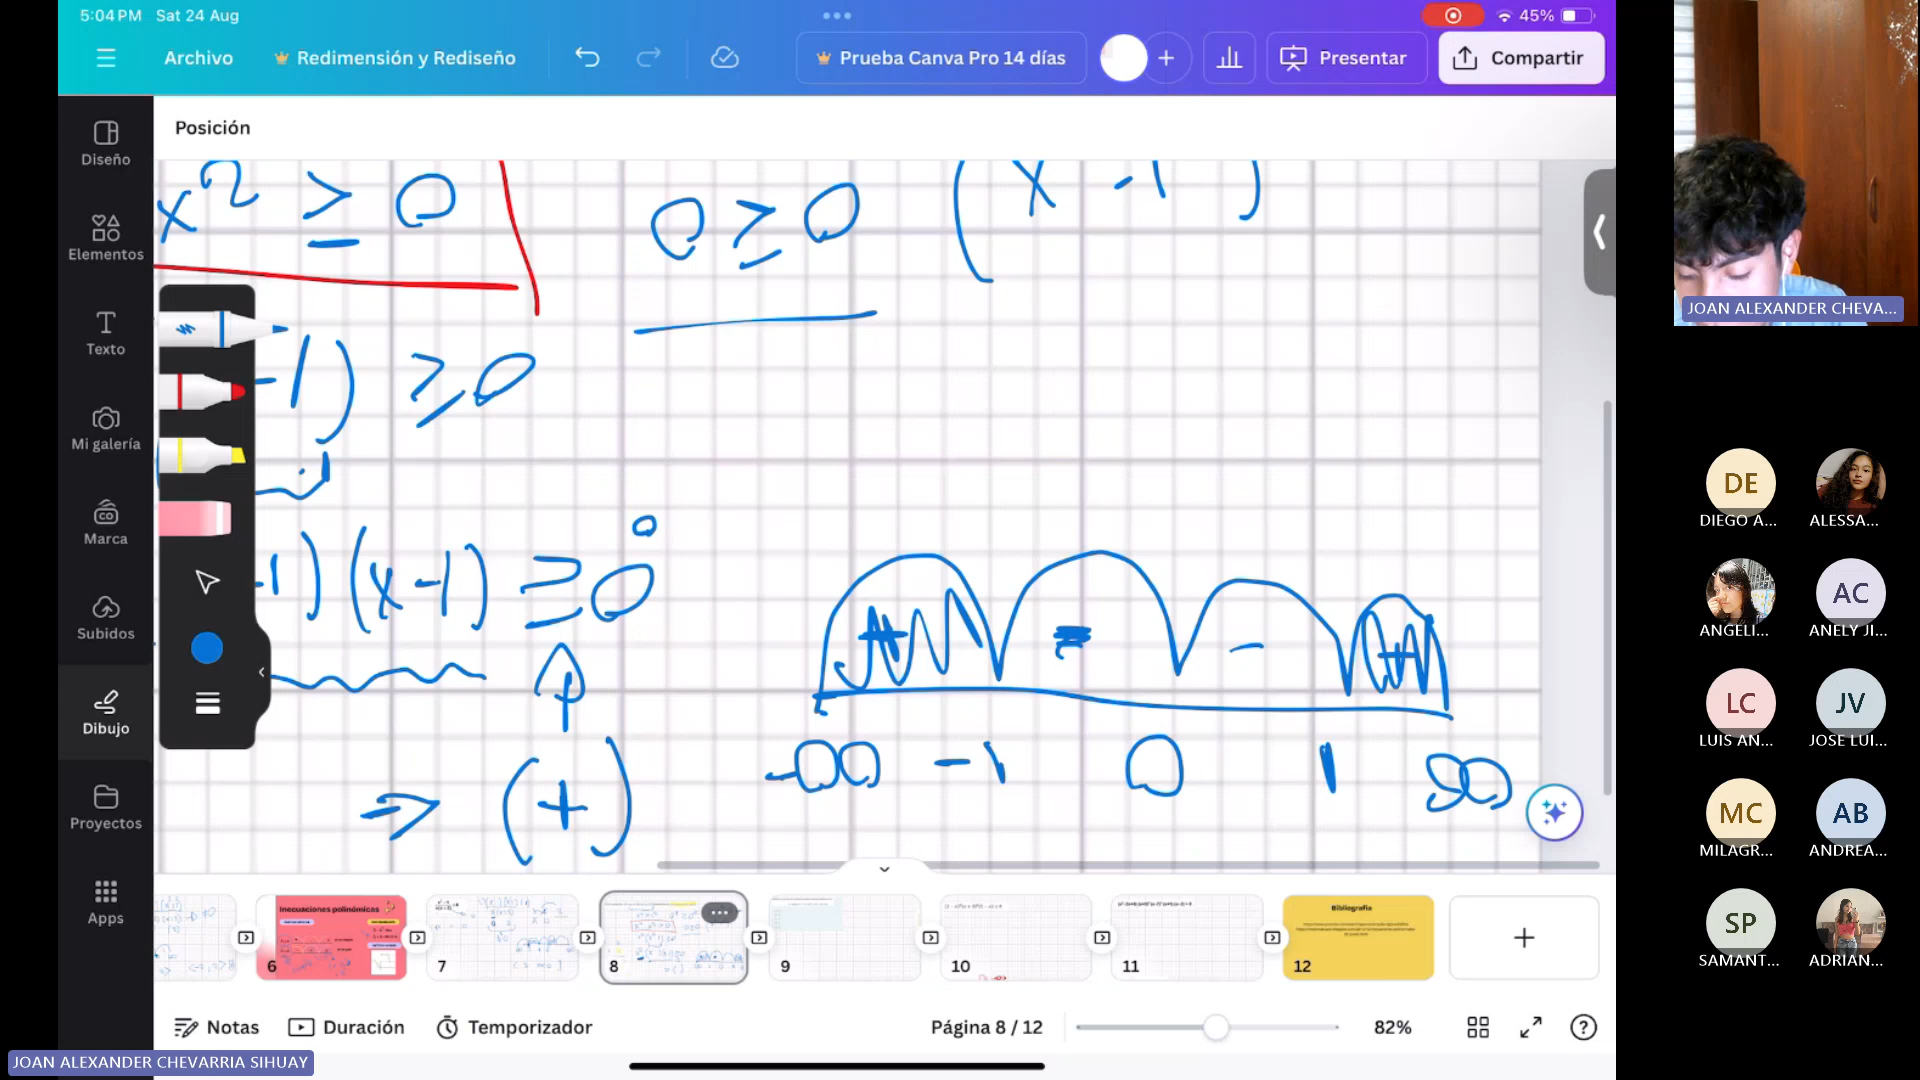 5:04 PM Sat 24 Aug
45%
Archivo
Redimensión y Rediseño
Prueba Canva Pro 14 días
Presentar
Compartir
Posición
Diseño
Elementos
Texto
Mi galería
Marca
Subidos
Dibujo
Proyectos
Apps
x² ≥ 0
0 ≥ 0
(x - 1)
-1) ≥ 0
-1)(x-1) ≥ 0
⇒ (+)
+ - - +
-∞ -1 0 1 ∞
6
Inecuaciones polinómicas
7
8
9
10
11
12
Bibliografía
Notas
Duración
Temporizador
Página 8 / 12
82%
JOAN ALEXANDER CHEVARRIA SIHUAY
JOAN ALEXANDER CHEVA...
DE
DIEGO A...
ALESSA...
ANGELI...
AC
ANELY JI...
LC
LUIS AN...
JV
JOSE LUI...
MC
MILAGR...
AB
ANDREA...
SP
SAMANT...
ADRIAN...